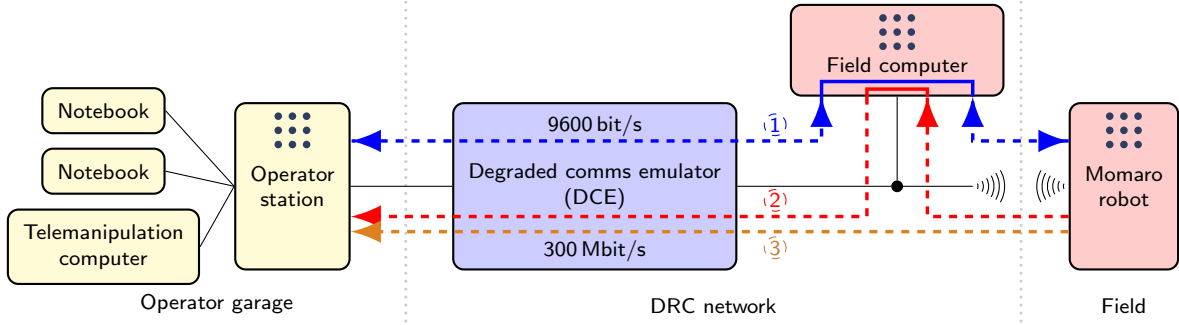 Field computer
Notebook
9600 bit/s
1
Notebook
Operator
station
Degraded comms emulator
(DCE)
Momaro
robot
2
Telemanipulation
computer
300 Mbit/s
3
Operator garage
DRC network
Field